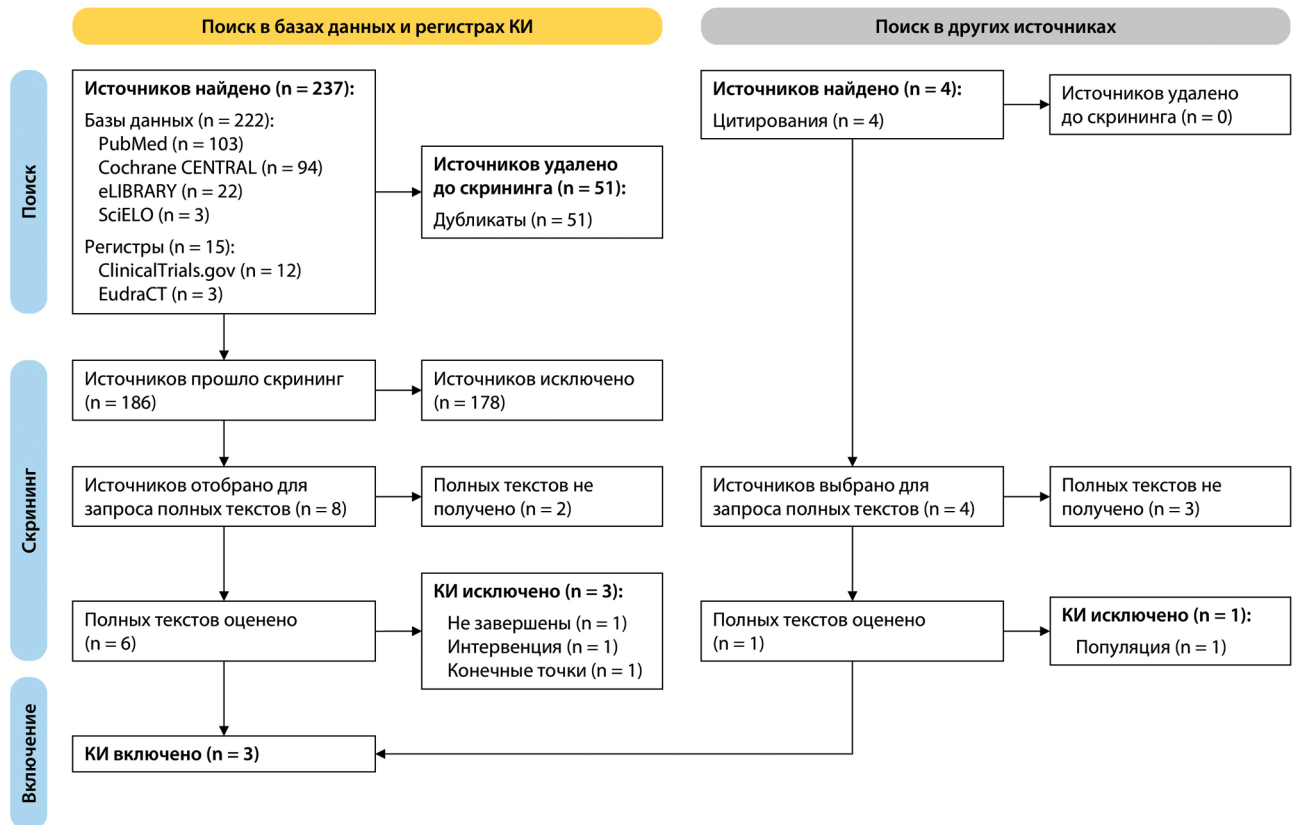 Поиск в базах данных и регистрах КИ
Поиск в других источниках
Поиск
Источников найдено (n = 237):
Базы данных (n = 222):
PubMed (n = 103)
Cochrane CENTRAL (n = 94)
eLIBRARY (n = 22)
SciELO (n = 3)
Регистры (n = 15):
ClinicalTrials.gov (n = 12)
EudraCT (n = 3)
Источников удалено
до скрининга (n = 51):
Дубликаты (n = 51)
Источников найдено (n = 4):
Цитирования (n = 4)
Источников удалено
до скрининга (n = 0)
Скрининг
Источников прошло скрининг
(n = 186)
Источников исключено
(n = 178)
Источников отобрано для
запроса полных текстов (n = 8)
Полных текстов не
получено (n = 2)
Источников выбрано для
запроса полных текстов (n = 4)
Полных текстов не
получено (n = 3)
Полных текстов оценено
(n = 6)
КИ исключено (n = 3):
Не завершены (n = 1)
Интервенция (n = 1)
Конечные точки (n = 1)
Полных текстов оценено
(n = 1)
КИ исключено (n = 1):
Популяция (n = 1)
Включение
КИ включено (n = 3)